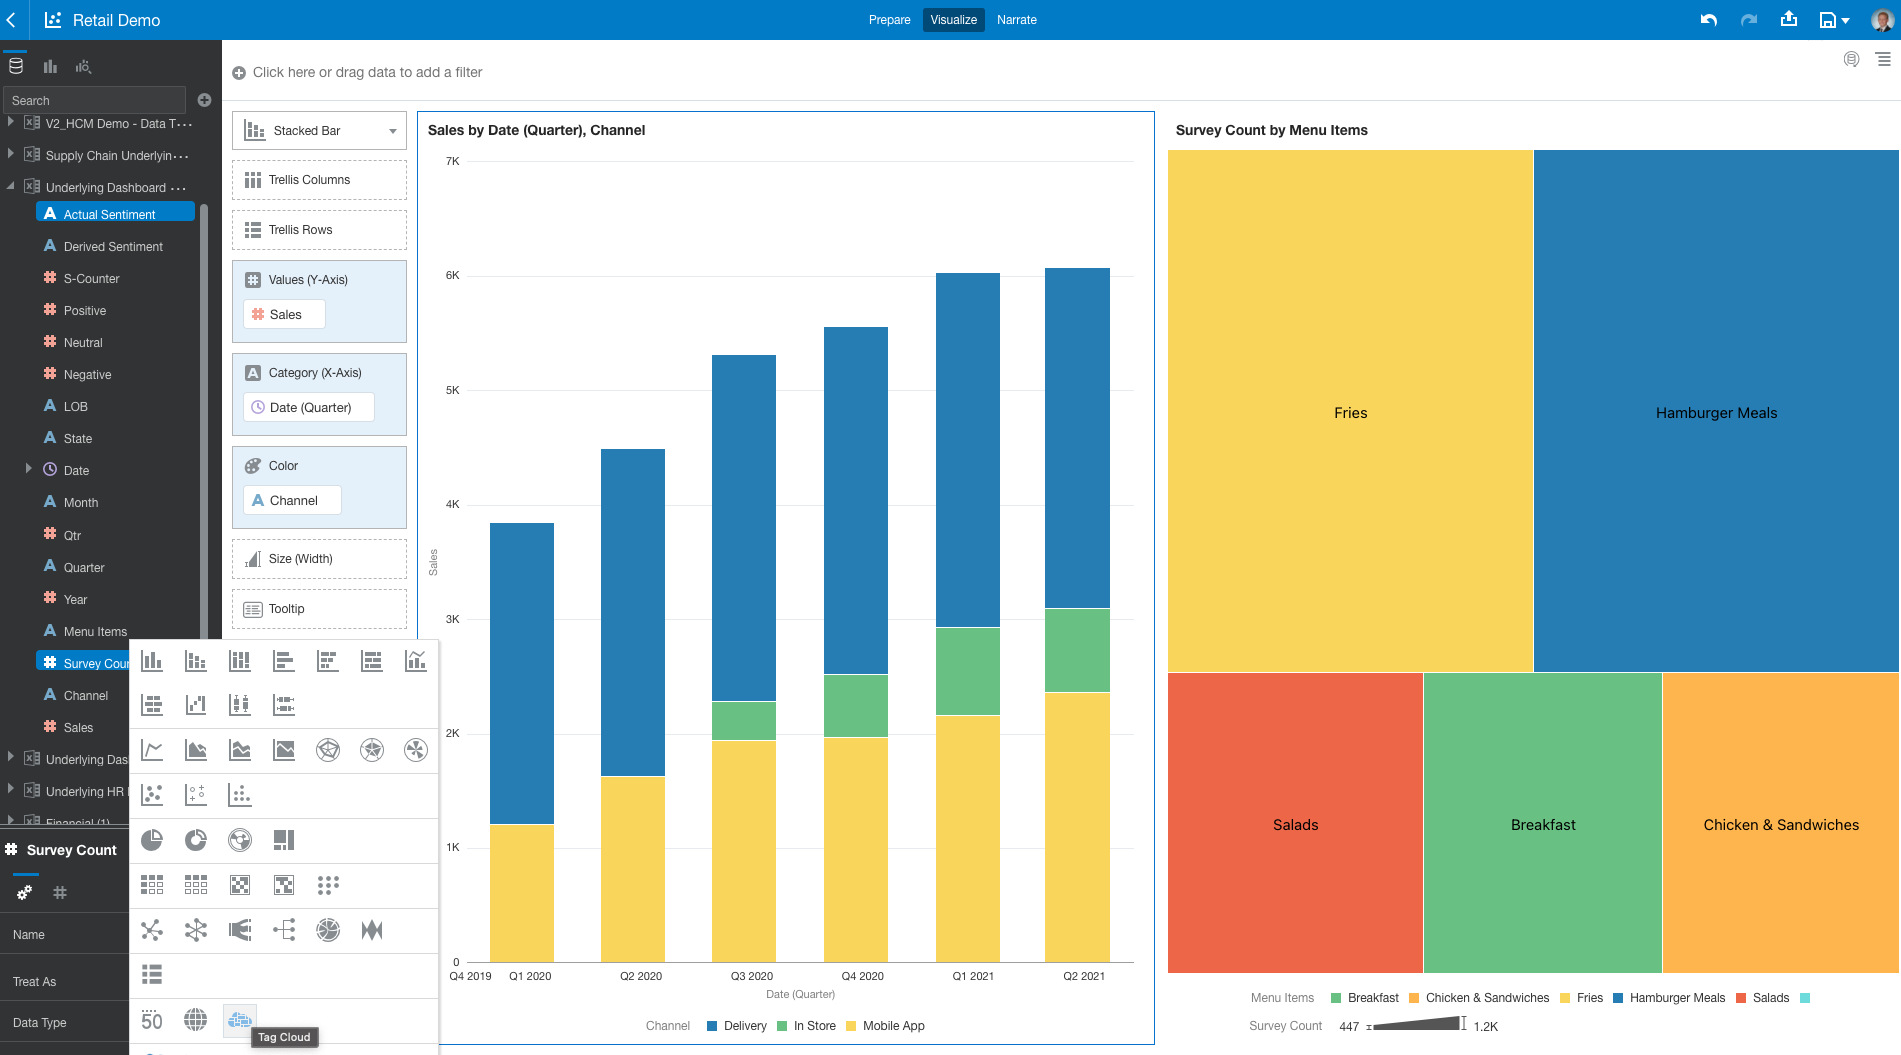 Retail Demo
Prepare
Visualize
Narrate
Search
V2_HCM Demo - Data T···
Supply Chain Underlyin···
Underlying Dashboard ···
Actual Sentiment
Derived Sentiment
S-Counter
Positive
Neutral
Negative
LOB
State
Date
Month
Qtr
Quarter
Year
Menu Items
Survey Cour
Channel
Sales
Underlying Das
Underlying HR
Financial (1)
Survey Count
Name
Treat As
Data Type
Click here or drag data to add a filter
Stacked Bar
Trellis Columns
Trellis Rows
Values (Y-Axis)
Sales
Category (X-Axis)
Date (Quarter)
Color
Channel
Size (Width)
Tooltip
50
Tag Cloud
Sales by Date (Quarter), Channel
7K
6K
5K
4K
3K
2K
1K
0
Sales
Q4 2019 Q1 2020 Q2 2020 Q3 2020 Q4 2020 Q1 2021 Q2 2021
Date (Quarter)
Channel Delivery In Store Mobile App
Survey Count by Menu Items
Fries
Hamburger Meals
Salads
Breakfast
Chicken & Sandwiches
Menu Items Breakfast Chicken & Sandwiches Fries Hamburger Meals Salads
Survey Count 447 1.2K